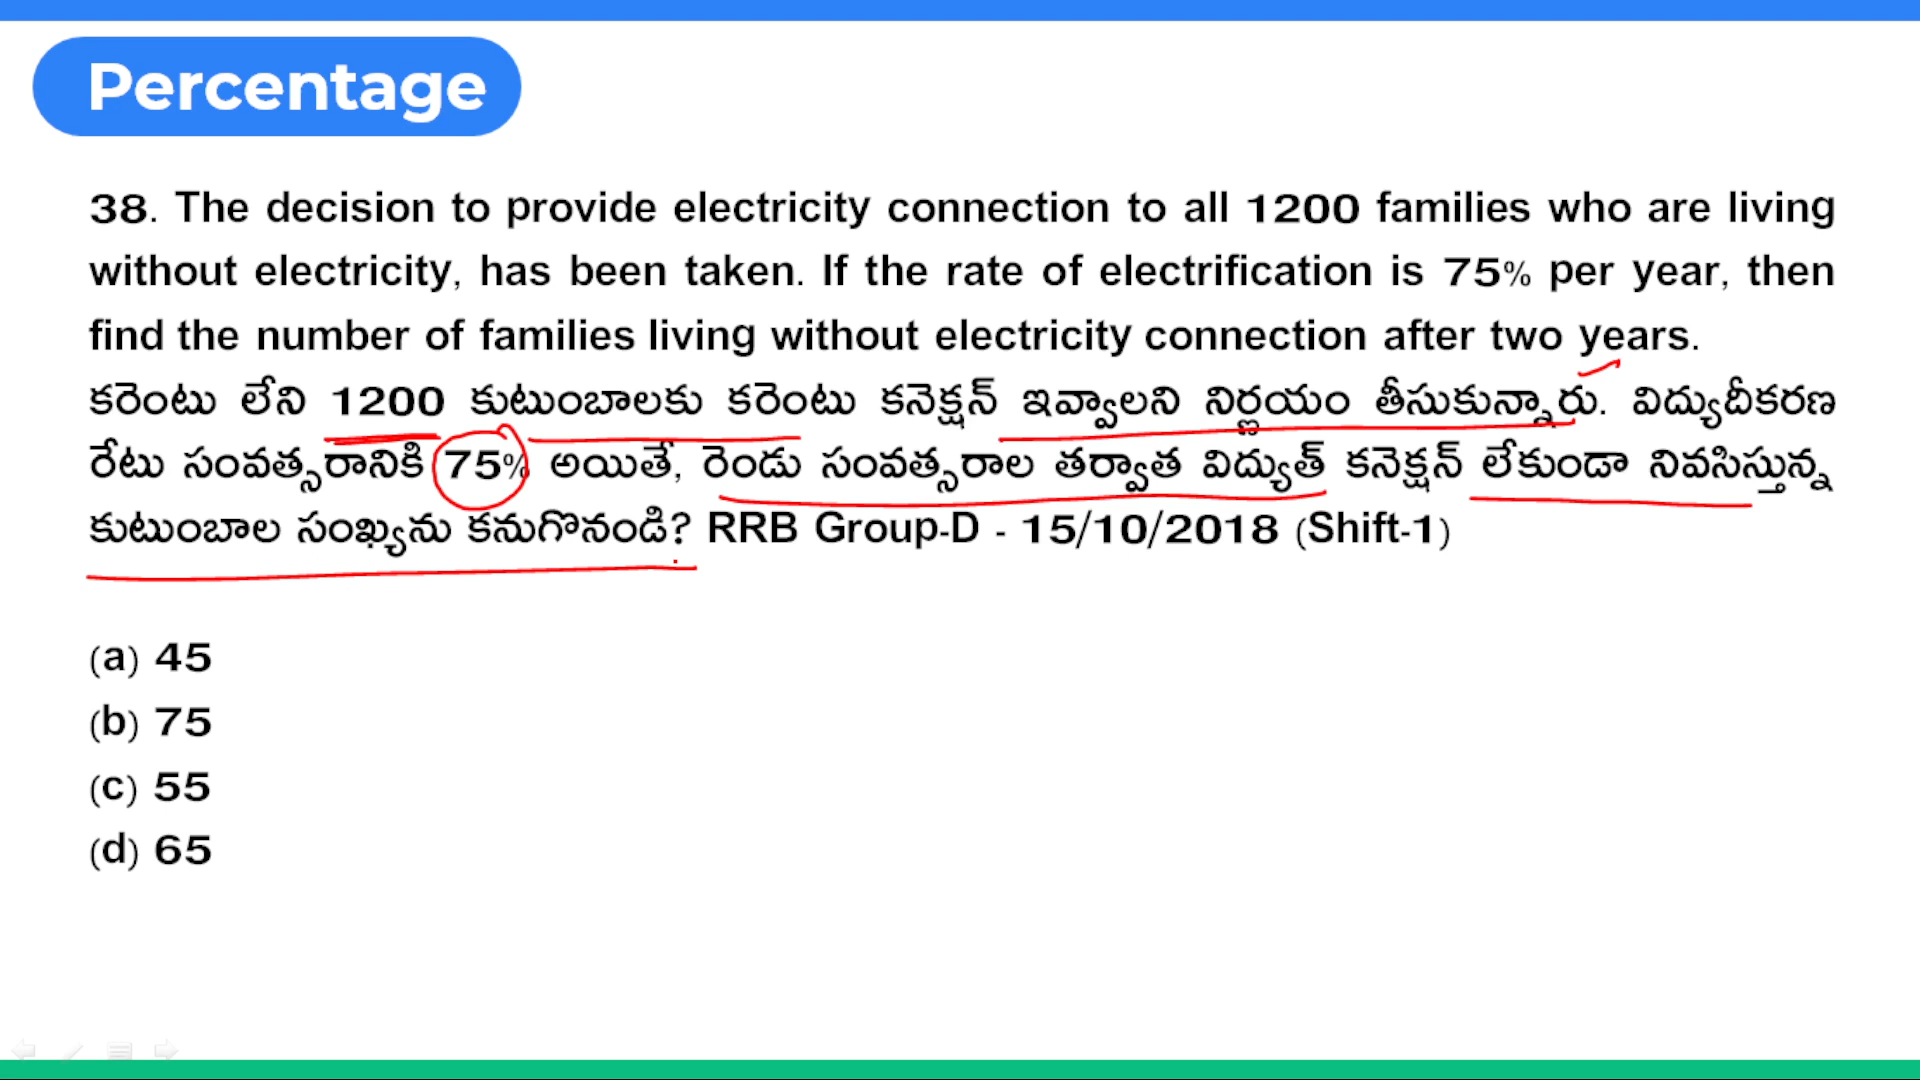 Percentage
38. The decision to provide electricity connection to all 1200 families who are living
without electricity, has been taken. If the rate of electrification is 75% per year, then
find the number of families living without electricity connection after two years.
కరెంటు లేని 1200 కుటుంబాలకు కరెంటు కనెక్షన్ ఇవ్వాలని నిర్ణయం తీసుకున్నారు. విద్యుదీకరణ
రేటు సంవత్సరానికి 75% అయితే, రెండు సంవత్సరాల తర్వాత విద్యుత్ కనెక్షన్ లేకుండా నివసిస్తున్న
కుటుంబాల సంఖ్యను కనుగొనండి? RRB Group-D - 15/10/2018 (Shift-1)
(a) 45
(b) 75
(c) 55
(d) 65